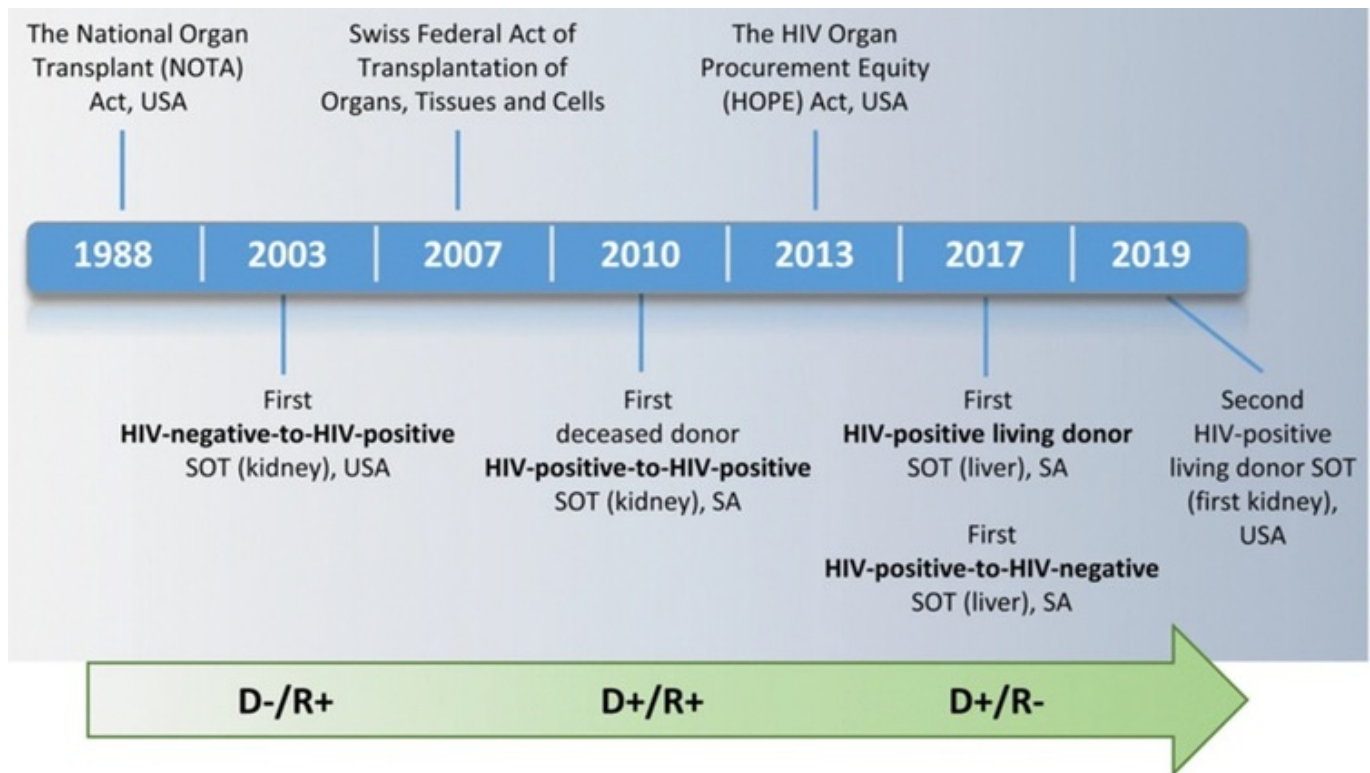 The National Organ
Transplant (NOTA)
Act, USA
Swiss Federal Act of
Transplantation of
Organs, Tissues and Cells
The HIV Organ
Procurement Equity
(HOPE) Act, USA
1988
2003
2007
2010
2013
2017
2019
First
HIV-negative-to-HIV-positive
SOT (kidney), USA
First
deceased donor
HIV-positive-to-HIV-positive
SOT (kidney), SA
First
HIV-positive living donor
SOT (liver), SA
First
HIV-positive-to-HIV-negative
SOT (liver), SA
Second
HIV-positive
living donor SOT
(first kidney),
USA
D-/R+
D+/R+
D+/R-